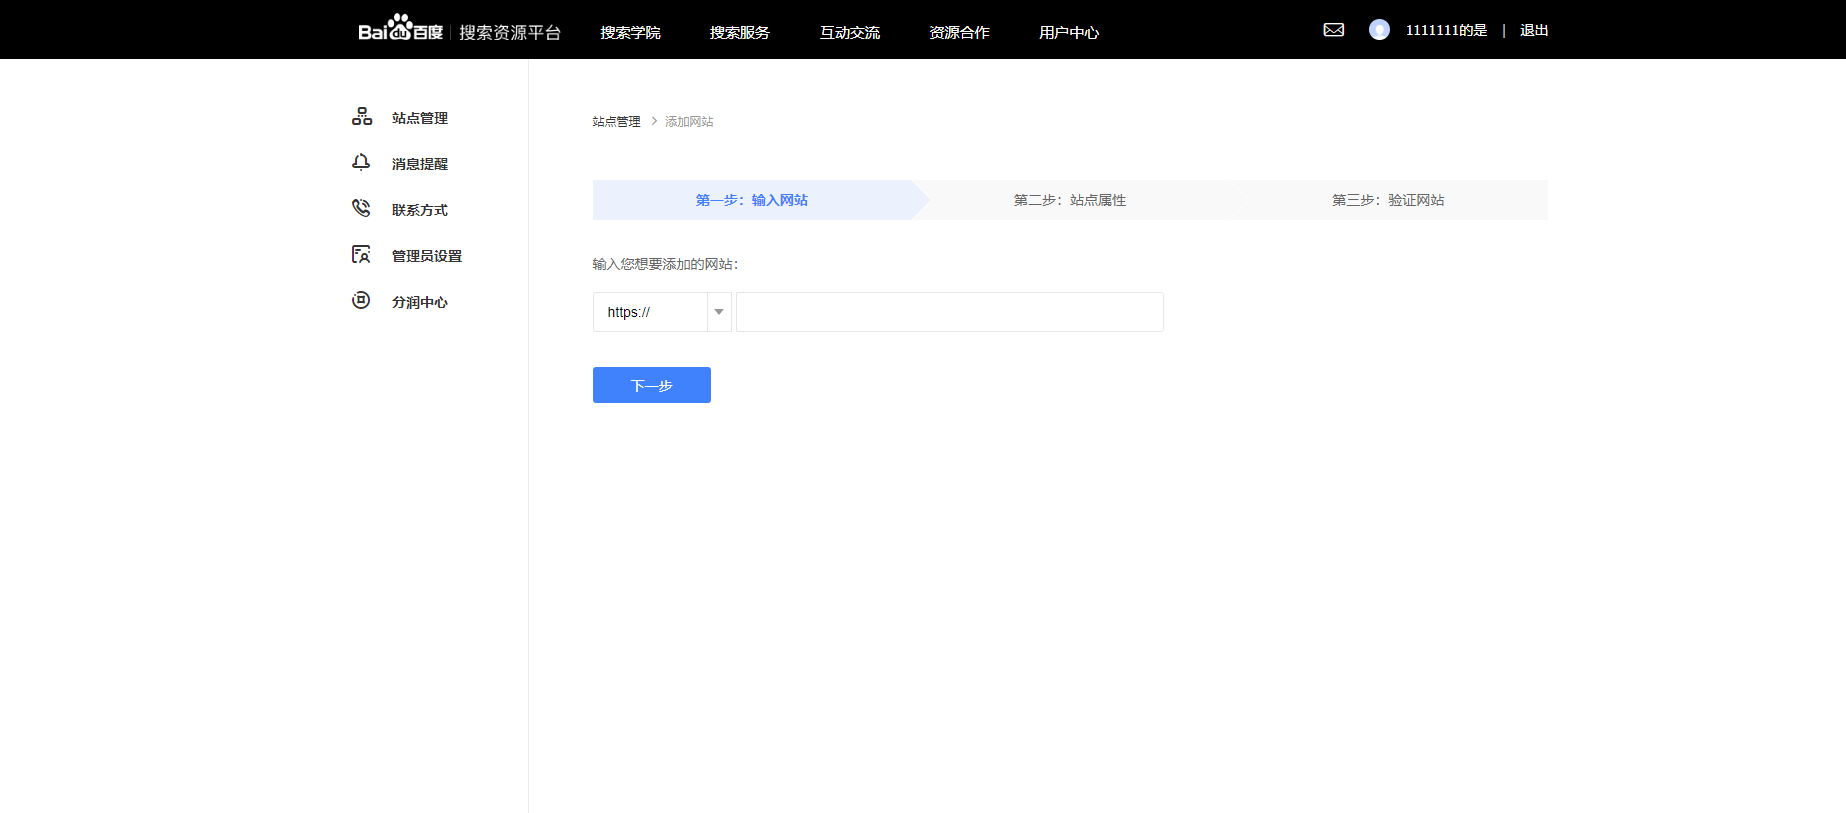 Bai百度 | 搜索资源平台 搜索学院 搜索服务 互动交流 资源合作 用户中心 1111111的是 | 退出
站点管理
消息提醒
联系方式
管理员设置
分润中心
站点管理 > 添加网站
第一步：输入网站 第二步：站点属性 第三步：验证网站
输入您想要添加的网站：
https://
下一步